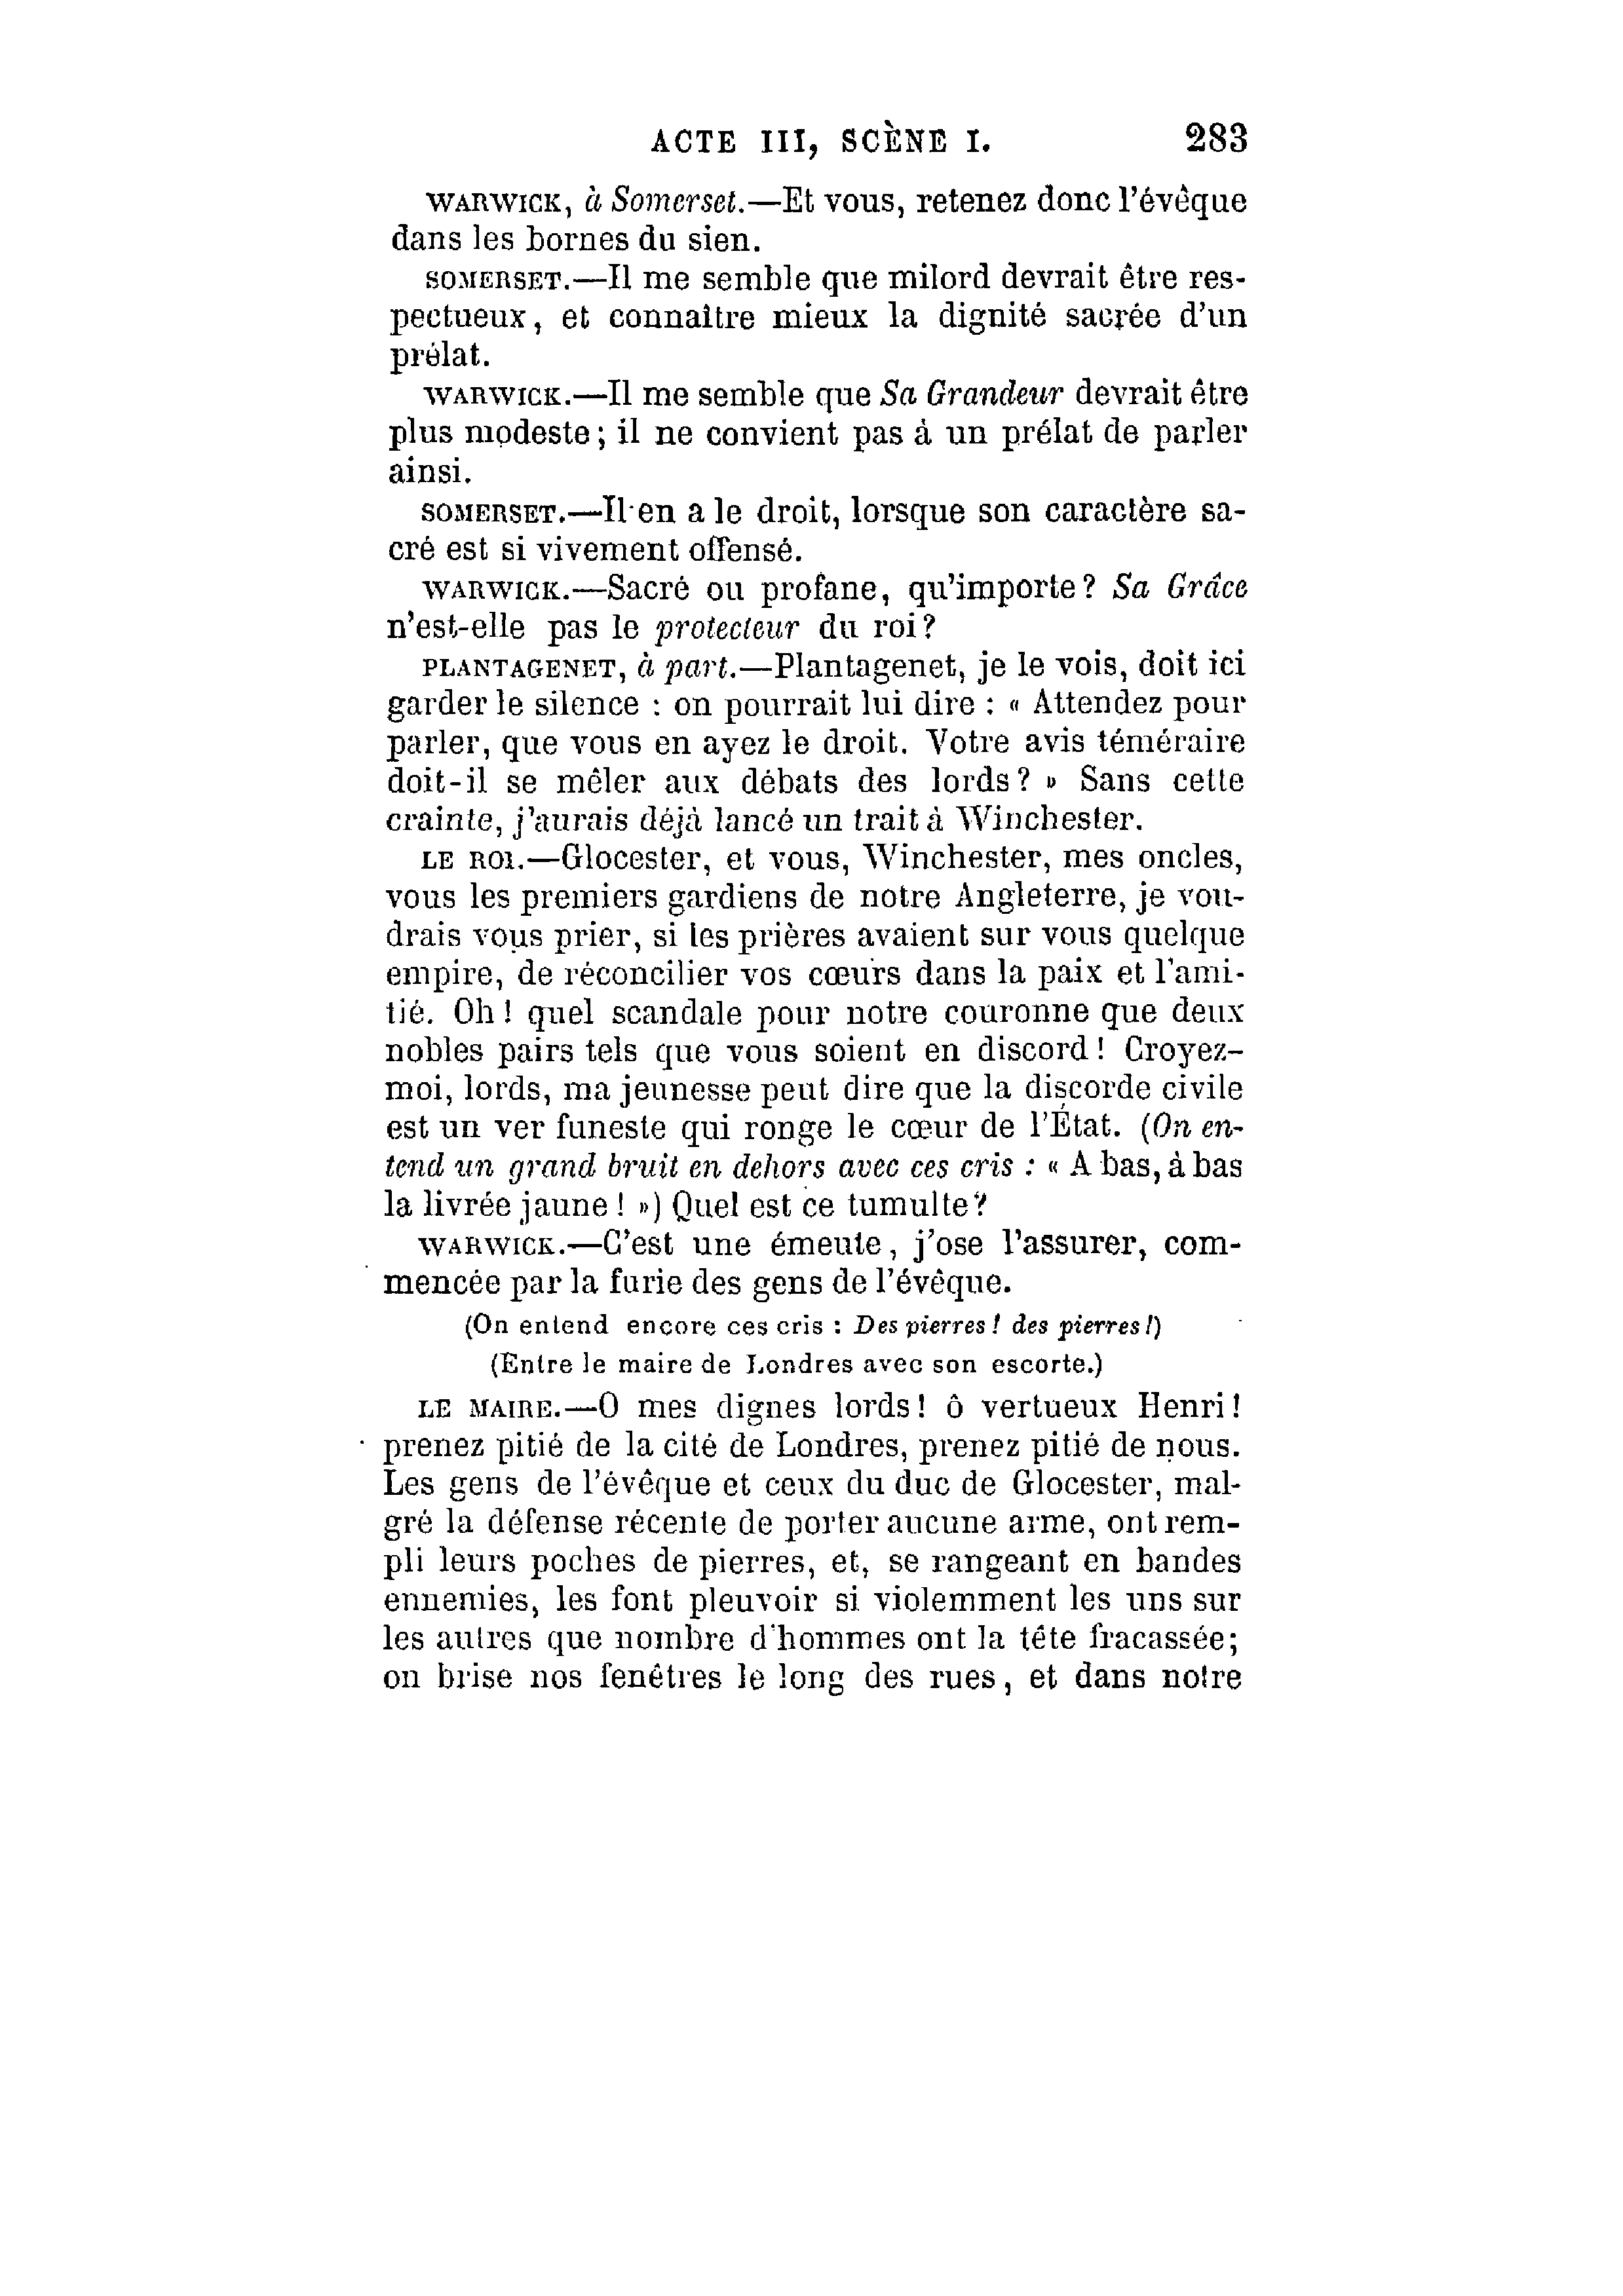 ACTE III, SCÈNE I. 283
WARWICK, à Somerset.—Et vous, retenez donc l'évêque
dans les bornes du sien.
SOMERSET.—Il me semble que milord devrait être res-
pectueux, et connaître mieux la dignité sacrée d'un
prélat.
WARWICK.—Il me semble que Sa Grandeur devrait être
plus modeste; il ne convient pas à un prélat de parler
ainsi.
SOMERSET.—Il en a le droit, lorsque son caractère sa-
cré est si vivement offensé.
WARWICK.—Sacré ou profane, qu'importe? Sa Grâce
n'est-elle pas le protecteur du roi?
PLANTAGENET, à part.—Plantagenet, je le vois, doit ici
garder le silence : on pourrait lui dire : « Attendez pour
parler, que vous en ayez le droit. Votre avis téméraire
doit-il se mêler aux débats des lords? » Sans cette
crainte, j'aurais déjà lancé un trait à Winchester.
LE ROI.—Glocester, et vous, Winchester, mes oncles,
vous les premiers gardiens de notre Angleterre, je vou-
drais vous prier, si les prières avaient sur vous quelque
empire, de réconcilier vos cœurs dans la paix et l'ami-
tié. Oh! quel scandale pour notre couronne que deux
nobles pairs tels que vous soient en discord! Croyez-
moi, lords, ma jeunesse peut dire que la discorde civile
est un ver funeste qui ronge le cœur de l'État. (On en-
tend un grand bruit en dehors avec ces cris : « A bas, à bas
la livrée jaune! ») Quel est ce tumulte?
WARWICK.—C'est une émeute, j'ose l'assurer, com-
mencée par la furie des gens de l'évêque.
(On entend encore ces cris : Des pierres! des pierres!)
(Entre le maire de Londres avec son escorte.)
LE MAIRE.—O mes dignes lords! ô vertueux Henri!
prenez pitié de la cité de Londres, prenez pitié de nous.
Les gens de l'évêque et ceux du duc de Glocester, mal-
gré la défense récente de porter aucune arme, ont rem-
pli leurs poches de pierres, et, se rangeant en bandes
ennemies, les font pleuvoir si violemment les uns sur
les autres que nombre d'hommes ont la tête fracassée;
on brise nos fenêtres le long des rues, et dans notre